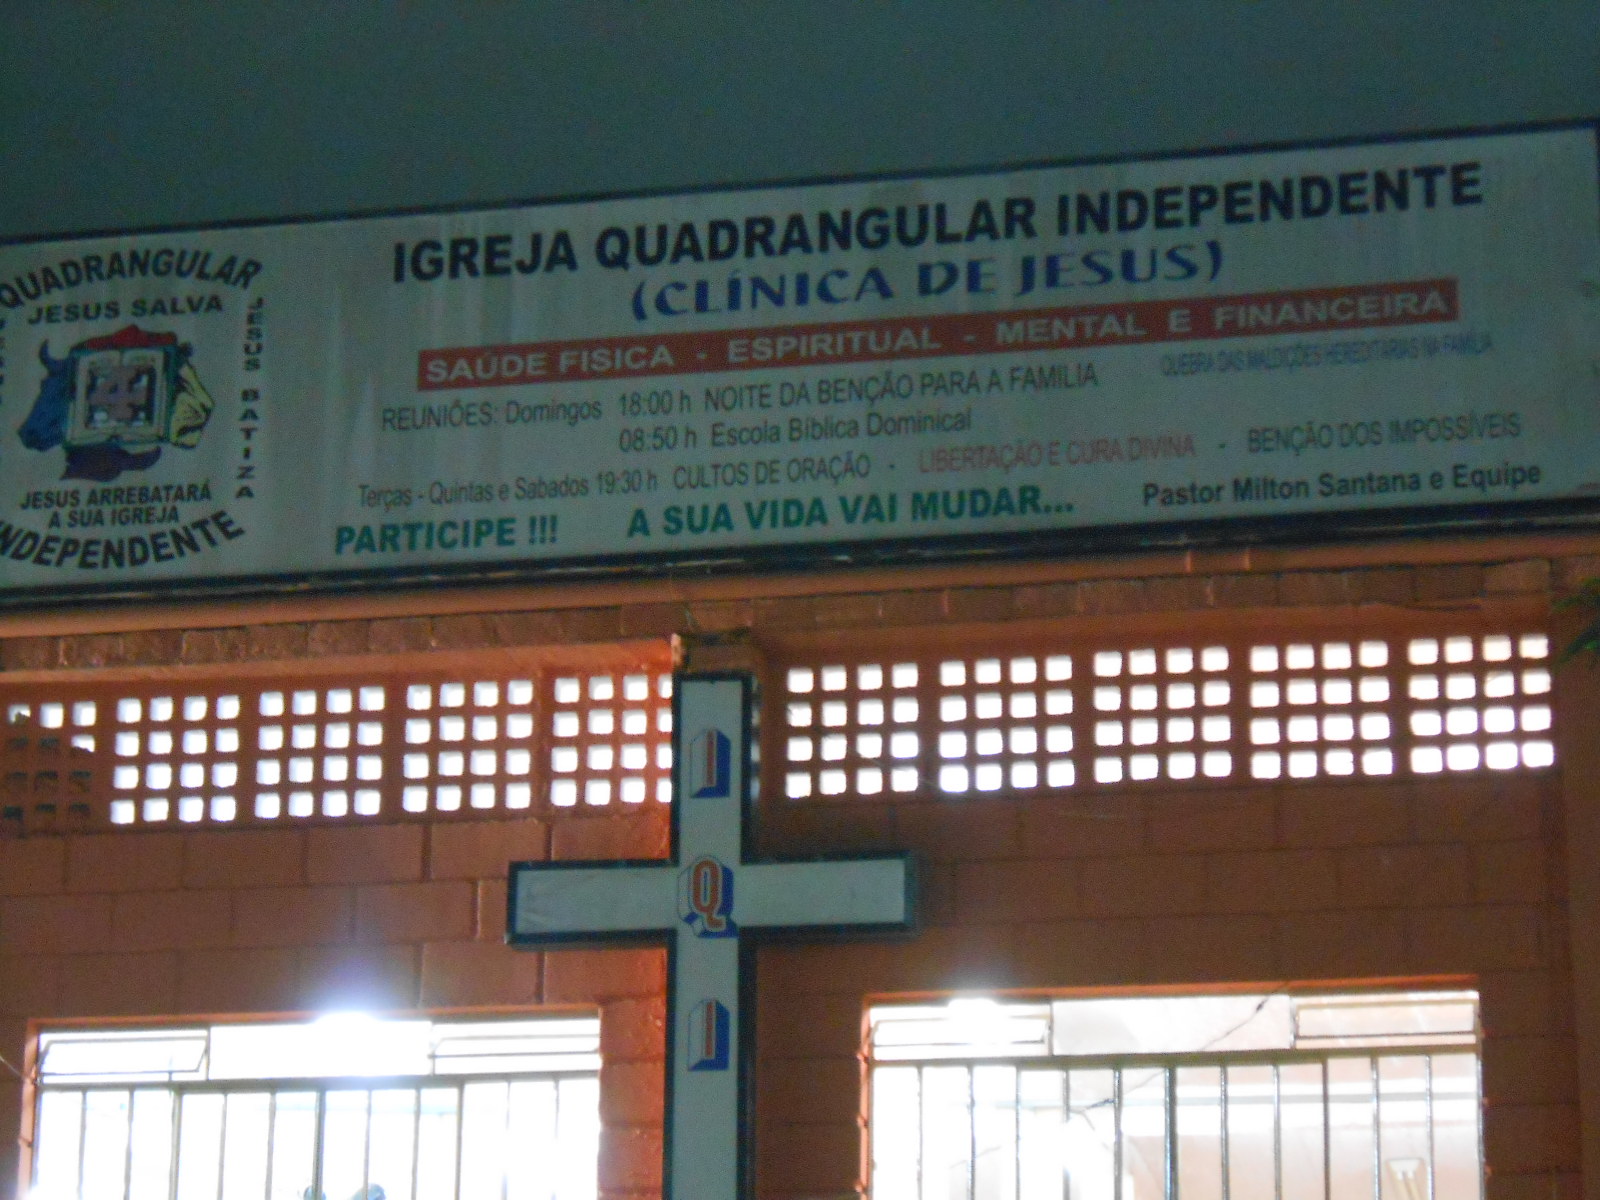 QUADRANGULAR
JESUS SALVA
JESUS BATIZA
JESUS ARREBATARÁ
A SUA IGREJA
INDEPENDENTE
IGREJA QUADRANGULAR INDEPENDENTE
(CLÍNICA DE JESUS)
SAÚDE FISICA - ESPIRITUAL - MENTAL E FINANCEIRA
REUNIÕES: Domingos 18:00 h NOITE DA BENÇÃO PARA A FAMILIA QUEBRA DAS MALDIÇÕES HEREDITÁRIAS NA FAMÍLIA
08:50 h Escola Bíblica Dominical
Terças - Quintas e Sabados 19:30 h CULTOS DE ORAÇÃO - LIBERTAÇÃO E CURA DIVINA - BENÇÃO DOS IMPOSSÍVEIS
PARTICIPE !!! A SUA VIDA VAI MUDAR... Pastor Milton Santana e Equipe
I
Q
I